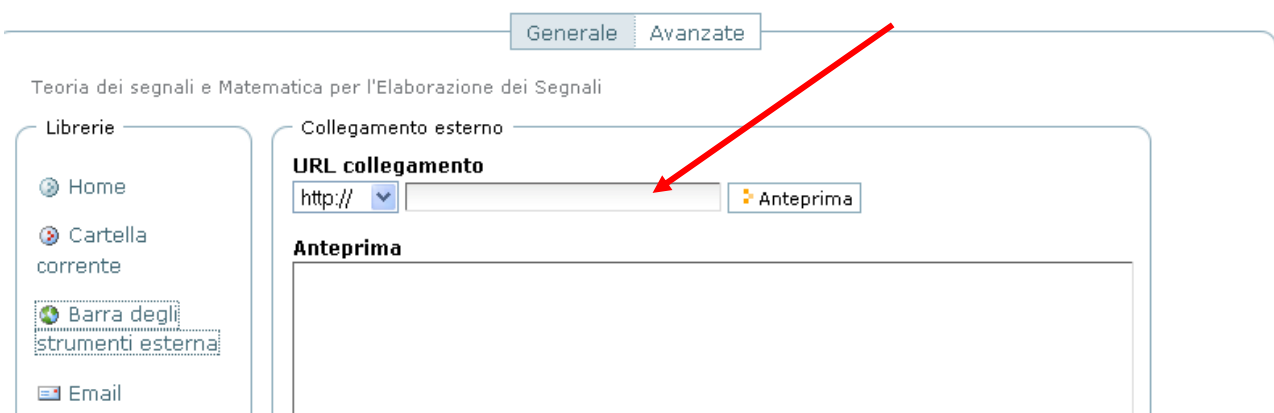 Generale Avanzate
Teoria dei segnali e Matematica per l'Elaborazione dei Segnali
Librerie
Home
Cartella
corrente
Barra degli
strumenti esterna
Email
Collegamento esterno
URL collegamento
http:// Anteprima
Anteprima